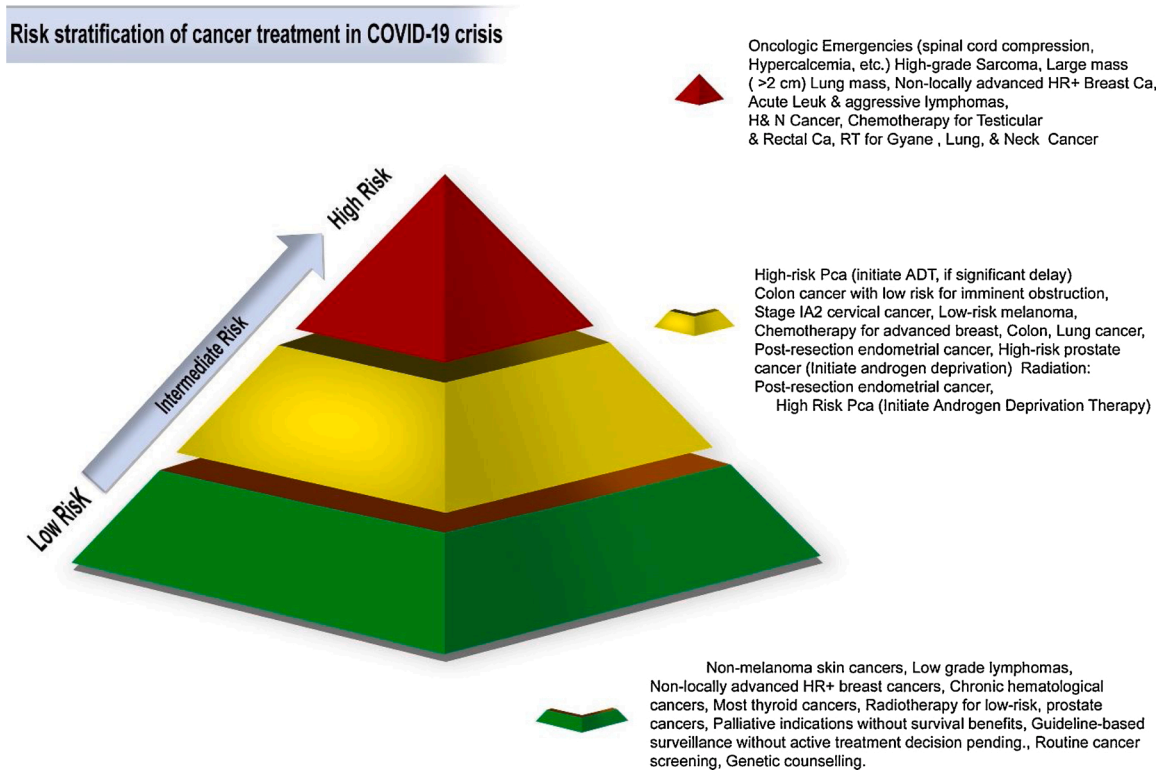 Risk stratification of cancer treatment in COVID-19 crisis
Oncologic Emergencies (spinal cord compression,
Hypercalcemia, etc.) High-grade Sarcoma, Large mass
( >2 cm) Lung mass, Non-locally advanced HR+ Breast Ca,
Acute Leuk & aggressive lymphomas,
H& N Cancer, Chemotherapy for Testicular
& Rectal Ca, RT for Gyane , Lung, & Neck Cancer
High Risk
Intermediate Risk
Low RisK
High-risk Pca (initiate ADT, if significant delay)
Colon cancer with low risk for imminent obstruction,
Stage IA2 cervical cancer, Low-risk melanoma,
Chemotherapy for advanced breast, Colon, Lung cancer,
Post-resection endometrial cancer, High-risk prostate
cancer (Initiate androgen deprivation) Radiation:
Post-resection endometrial cancer,
High Risk Pca (Initiate Androgen Deprivation Therapy)
Non-melanoma skin cancers, Low grade lymphomas,
Non-locally advanced HR+ breast cancers, Chronic hematological
cancers, Most thyroid cancers, Radiotherapy for low-risk, prostate
cancers, Palliative indications without survival benefits, Guideline-based
surveillance without active treatment decision pending., Routine cancer
screening, Genetic counselling.